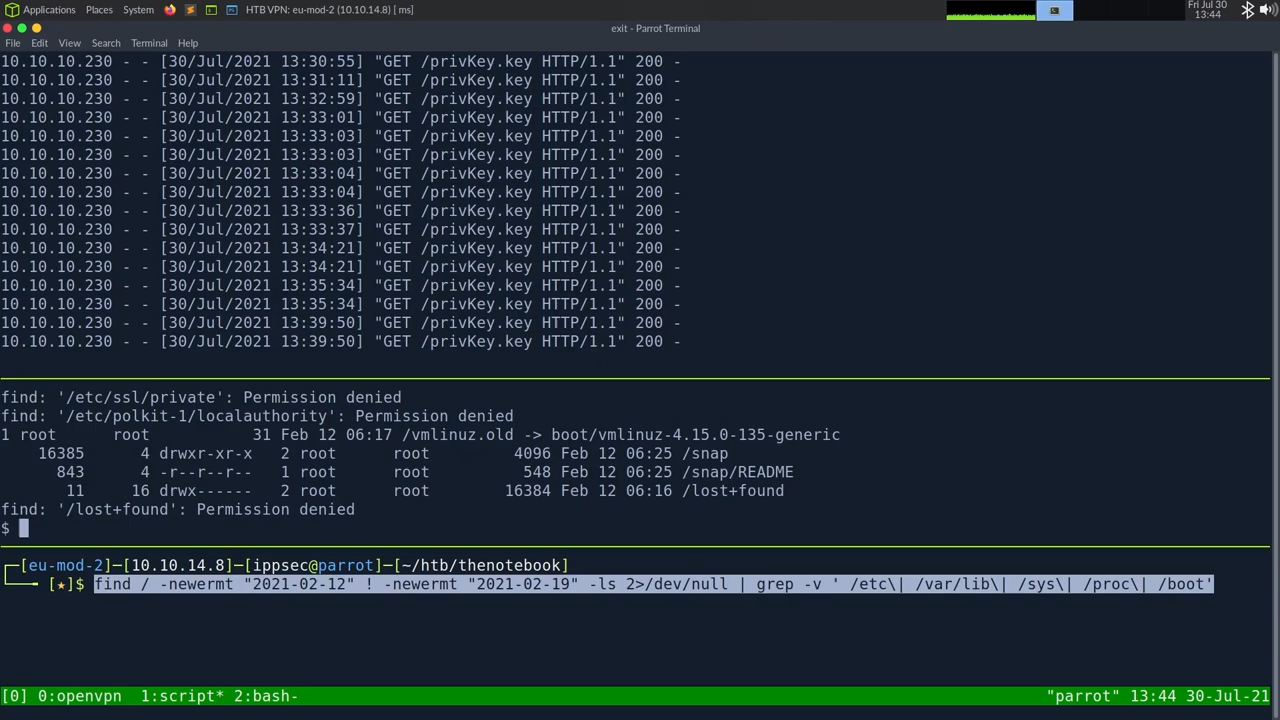 Applications Places System HTB VPN: eu-mod-2 (10.10.14.8) [ ms] Fri Jul 30
13:44
exit - Parrot Terminal
File Edit View Search Terminal Help
10.10.10.230 - - [30/Jul/2021 13:30:55] "GET /privKey.key HTTP/1.1" 200 -
10.10.10.230 - - [30/Jul/2021 13:31:11] "GET /privKey.key HTTP/1.1" 200 -
10.10.10.230 - - [30/Jul/2021 13:32:59] "GET /privKey.key HTTP/1.1" 200 -
10.10.10.230 - - [30/Jul/2021 13:33:01] "GET /privKey.key HTTP/1.1" 200 -
10.10.10.230 - - [30/Jul/2021 13:33:03] "GET /privKey.key HTTP/1.1" 200 -
10.10.10.230 - - [30/Jul/2021 13:33:03] "GET /privKey.key HTTP/1.1" 200 -
10.10.10.230 - - [30/Jul/2021 13:33:04] "GET /privKey.key HTTP/1.1" 200 -
10.10.10.230 - - [30/Jul/2021 13:33:04] "GET /privKey.key HTTP/1.1" 200 -
10.10.10.230 - - [30/Jul/2021 13:33:36] "GET /privKey.key HTTP/1.1" 200 -
10.10.10.230 - - [30/Jul/2021 13:33:37] "GET /privKey.key HTTP/1.1" 200 -
10.10.10.230 - - [30/Jul/2021 13:34:21] "GET /privKey.key HTTP/1.1" 200 -
10.10.10.230 - - [30/Jul/2021 13:34:21] "GET /privKey.key HTTP/1.1" 200 -
10.10.10.230 - - [30/Jul/2021 13:35:34] "GET /privKey.key HTTP/1.1" 200 -
10.10.10.230 - - [30/Jul/2021 13:35:34] "GET /privKey.key HTTP/1.1" 200 -
10.10.10.230 - - [30/Jul/2021 13:39:50] "GET /privKey.key HTTP/1.1" 200 -
10.10.10.230 - - [30/Jul/2021 13:39:50] "GET /privKey.key HTTP/1.1" 200 -
find: '/etc/ssl/private': Permission denied
find: '/etc/polkit-1/localauthority': Permission denied
1 root root 31 Feb 12 06:17 /vmlinuz.old -> boot/vmlinuz-4.15.0-135-generic
16385 4 drwxr-xr-x 2 root root 4096 Feb 12 06:25 /snap
843 4 -r--r--r-- 1 root root 548 Feb 12 06:25 /snap/README
11 16 drwx------ 2 root root 16384 Feb 12 06:16 /lost+found
find: '/lost+found': Permission denied
$
┌─[eu-mod-2]─[10.10.14.8]─[ippsec@parrot]─[~/htb/thenotebook]
└──╼ [★]$ find / -newermt "2021-02-12" ! -newermt "2021-02-19" -ls 2>/dev/null | grep -v ' /etc\| /var/lib\| /sys\| /proc\| /boot'
[0] 0:openvpn 1:script* 2:bash- "parrot" 13:44 30-Jul-21